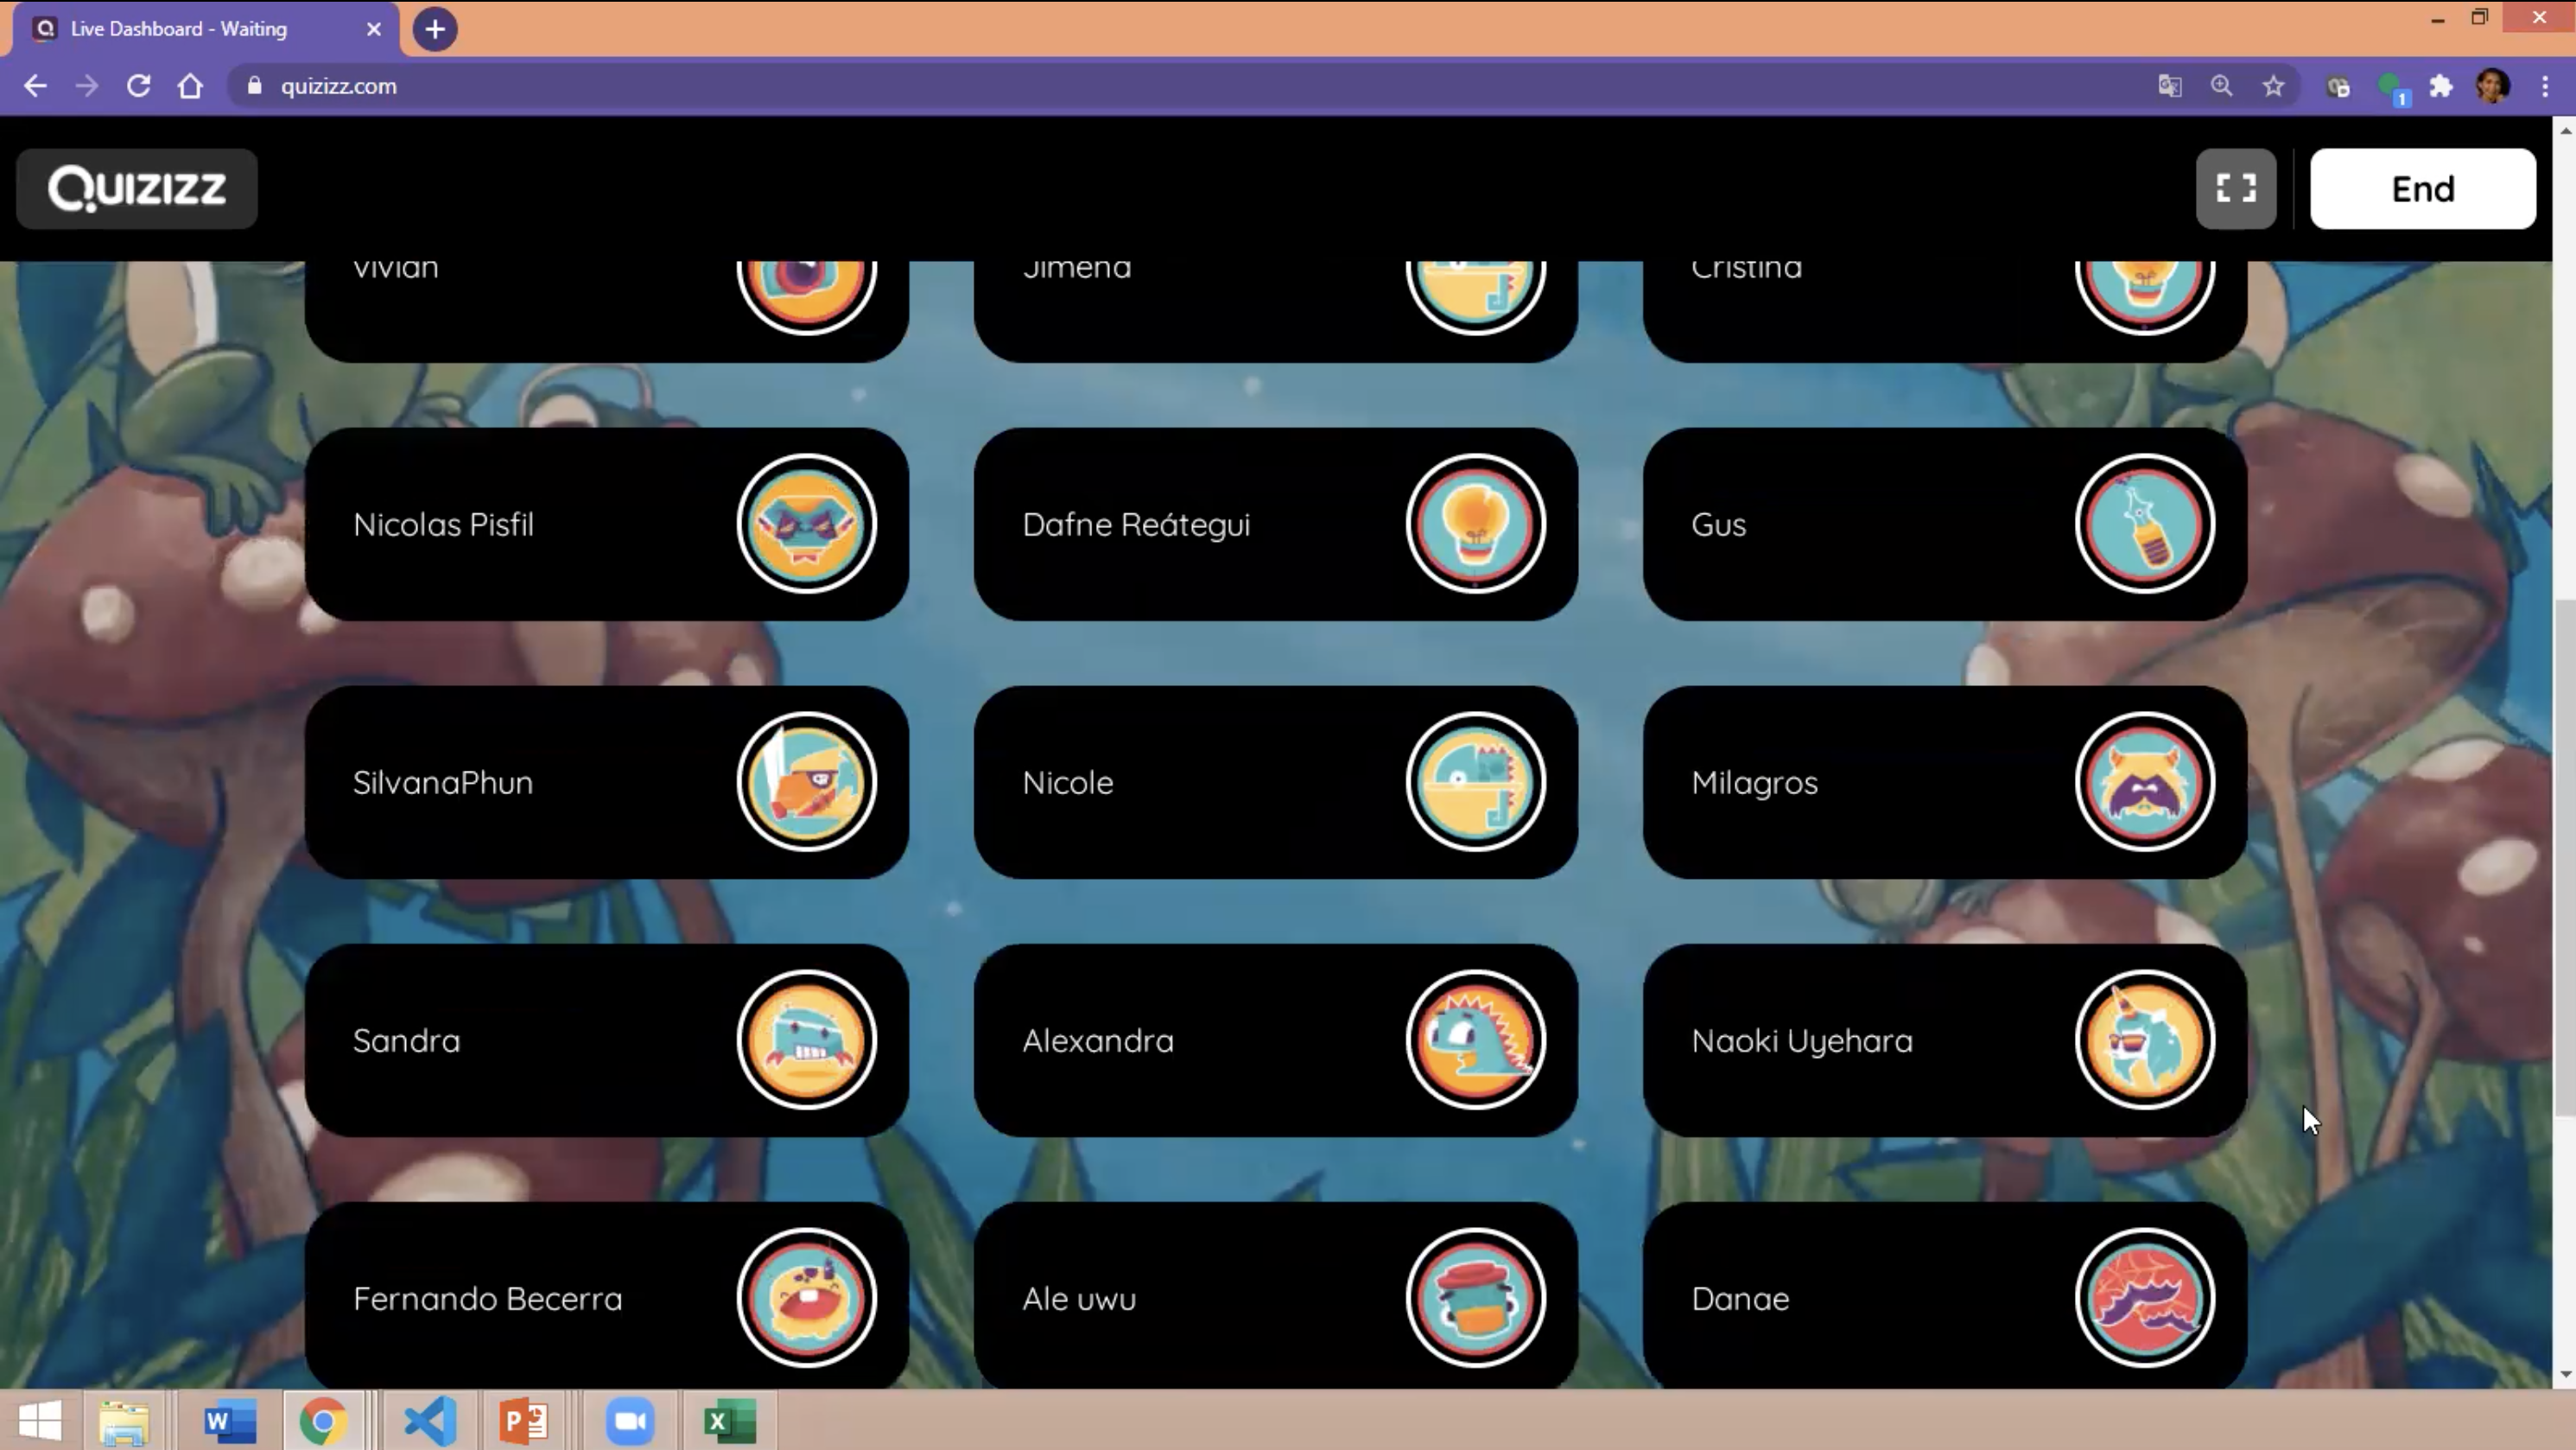 Live Dashboard - Waiting
quizizz.com
1
QUIZIZZ
End
vivian
Jimena
Cristina
Nicolas Pisfil
Dafne Reátegui
Gus
SilvanaPhun
Nicole
Milagros
Sandra
Alexandra
Naoki Uyehara
Fernando Becerra
Ale uwu
Danae